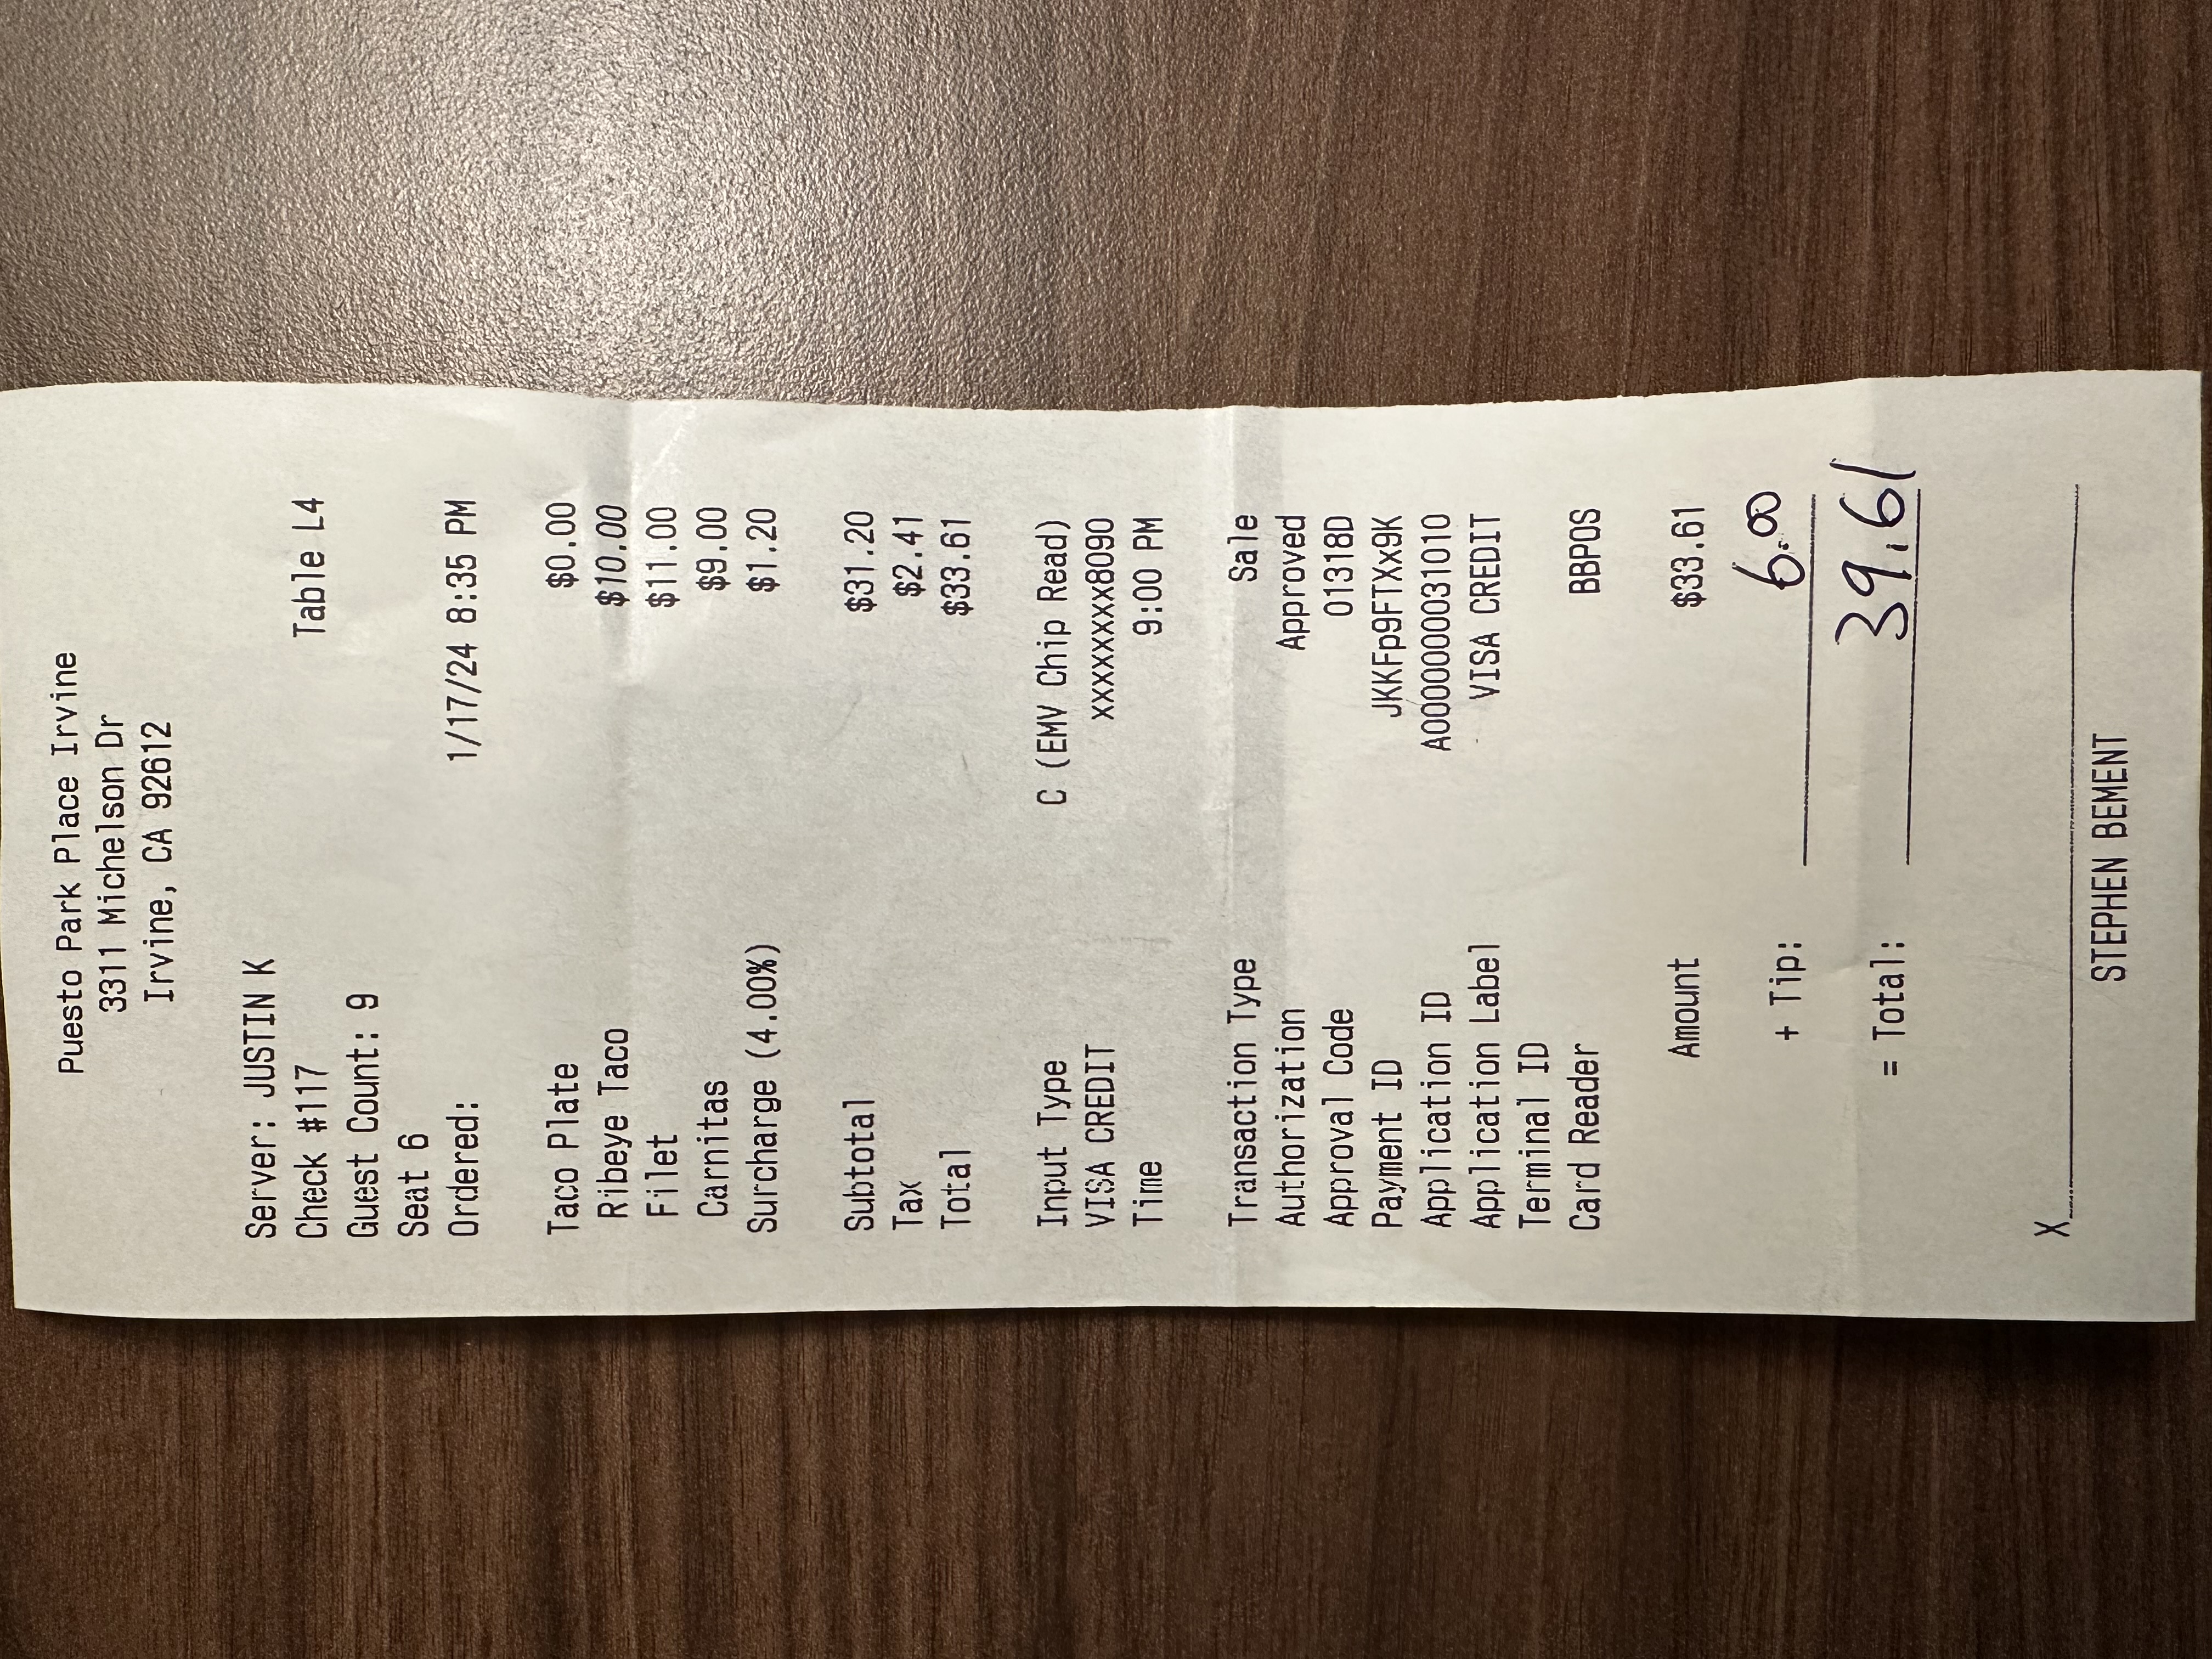 Puesto Park Place Irvine
3311 Michelson Dr
Irvine, CA 92612
Server: JUSTIN K
Check #117 Table L4
Guest Count: 9
Seat 6
Ordered: 1/17/24 8:35 PM
Taco Plate $0.00
Ribeye Taco $10.00
Filet $11.00
Carnitas $9.00
Surcharge (4.00%) $1.20
Subtotal $31.20
Tax $2.41
Total $33.61
Input Type C (EMV Chip Read)
VISA CREDIT xxxxxxxx8090
Time 9:00 PM
Transaction Type Sale
Authorization Approved
Approval Code 01318D
Payment ID JKKFp9FTXx9K
Application ID A0000000031010
Application Label VISA CREDIT
Terminal ID
Card Reader BBPOS
Amount $33.61
+ Tip: 6.00
= Total: 39.61
X
STEPHEN BEMENT